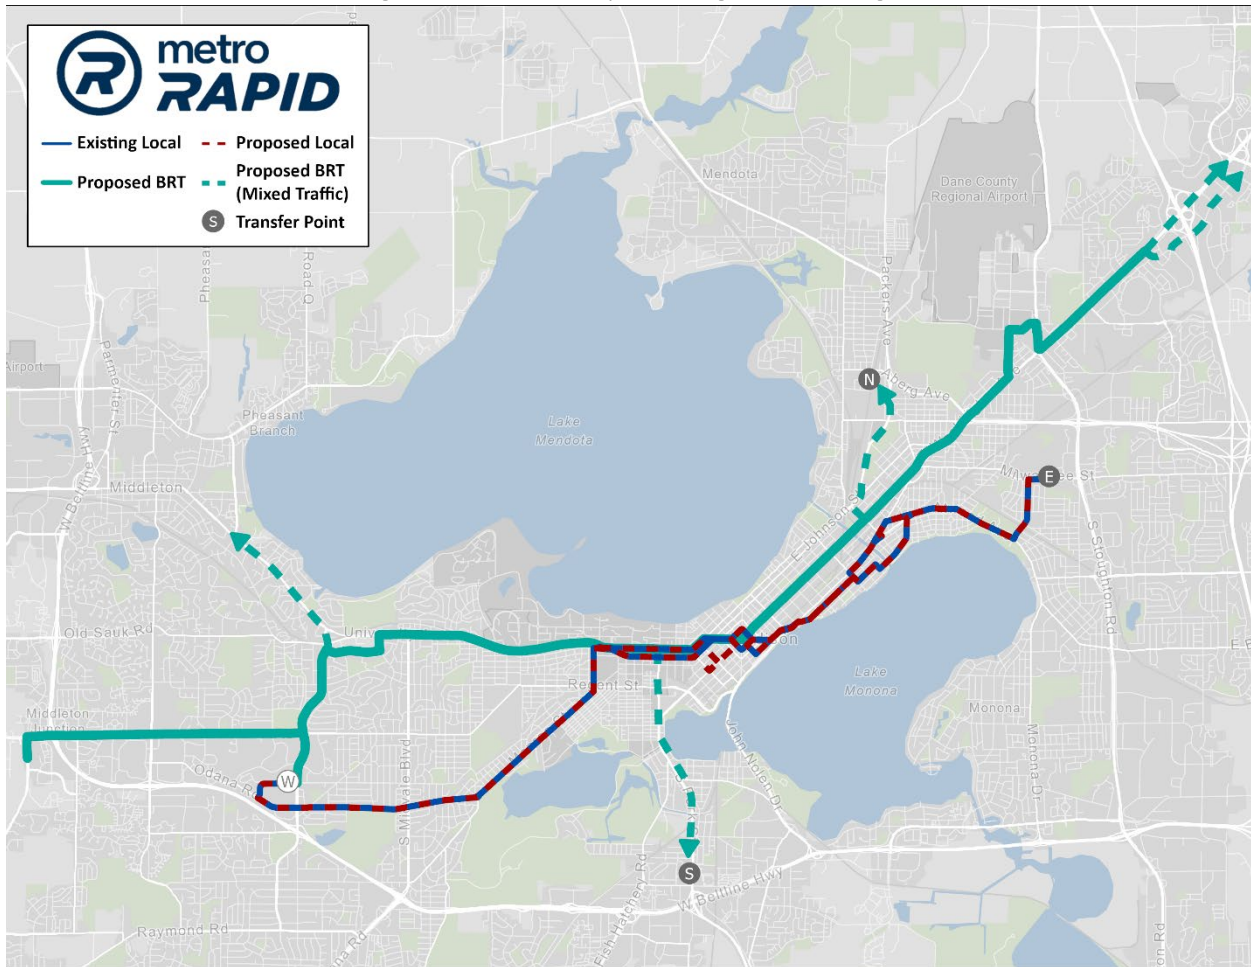 metro
RAPID
Existing Local
Proposed Local
Proposed BRT
Proposed BRT
(Mixed Traffic)
S Transfer Point
Mendota
Dane County
Regional Airport
Pheasant
Road Q
Packers Ave
Airport
Parmenter St
W Beltline Hwy
Pheasant
Branch
Lake
Mendota
N
Aberg Ave
Middleton
E
E Johnson St
S Stoughton Rd
Old Sauk Rd
Regent St
Lake
Monona
Monona
Middleton
Junction
Odana Rd
W
S Midvale Blvd
John Nolen Dr
Monona Dr
S
W Beltline Hwy
Fish Hatchery Rd
Raymond Rd